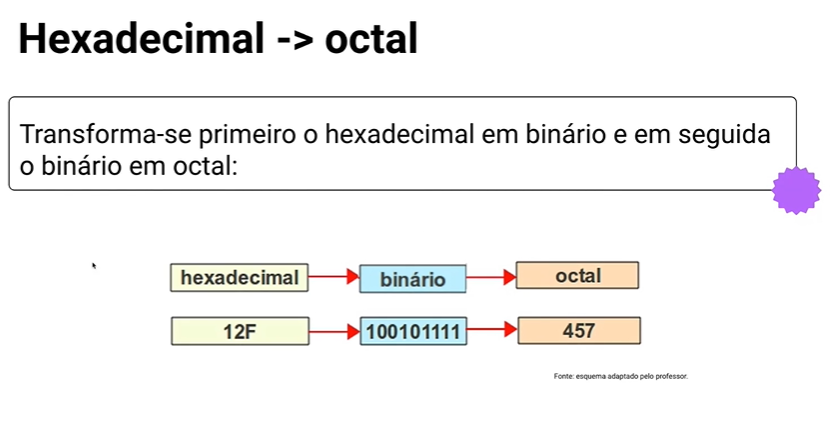 Hexadecimal -> octal
Transforma-se primeiro o hexadecimal em binário e em seguida
o binário em octal:
hexadecimal binário octal
12F 100101111 457
Fonte: esquema adaptado pelo professor.